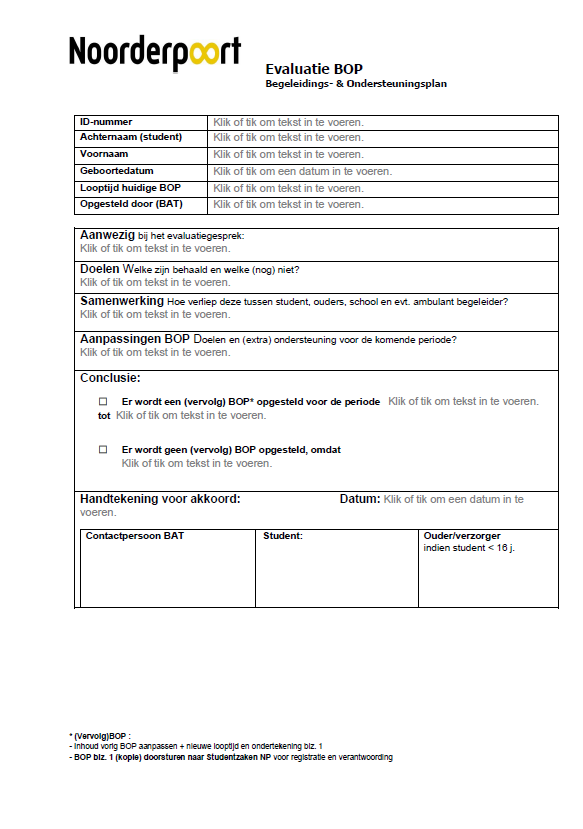 Noorderpoort
Evaluatie BOP
Begeleidings- & Ondersteuningsplan
ID-nummer Klik of tik om tekst in te voeren.
Achternaam (student) Klik of tik om tekst in te voeren.
Voornaam Klik of tik om tekst in te voeren.
Geboortedatum Klik of tik om een datum in te voeren.
Looptijd huidige BOP Klik of tik om tekst in te voeren.
Opgesteld door (BAT) Klik of tik om tekst in te voeren.
Aanwezig bij het evaluatiegesprek:
Klik of tik om tekst in te voeren.
Doelen Welke zijn behaald en welke (nog) niet?
Klik of tik om tekst in te voeren.
Samenwerking Hoe verliep deze tussen student, ouders, school en evt. ambulant begeleider?
Klik of tik om tekst in te voeren.
Aanpassingen BOP Doelen en (extra) ondersteuning voor de komende periode?
Klik of tik om tekst in te voeren.
Conclusie:
☐ Er wordt een (vervolg) BOP* opgesteld voor de periode Klik of tik om tekst in te voeren.
tot Klik of tik om tekst in te voeren.
☐ Er wordt geen (vervolg) BOP opgesteld, omdat
Klik of tik om tekst in te voeren.
Handtekening voor akkoord: Datum: Klik of tik om een datum in te
voeren.
Contactpersoon BAT Student: Ouder/verzorger
indien student < 16 j.
* (Vervolg)BOP :
- Inhoud vorig BOP aanpassen + nieuwe looptijd en ondertekening blz. 1
- BOP blz. 1 (kopie) doorsturen naar Studentzaken NP voor registratie en verantwoording